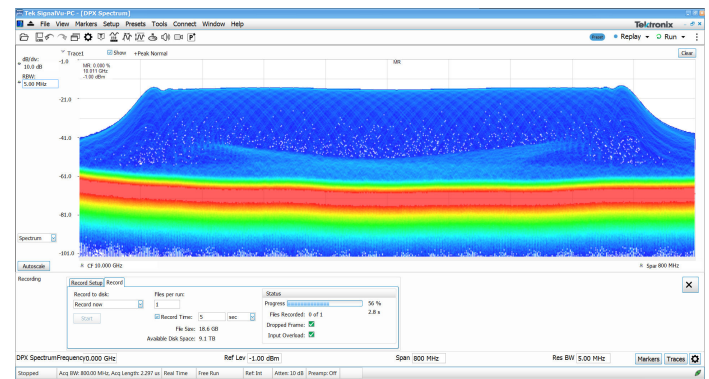 Tek SignalVu-PC - [DPX Spectrum]
File View Markers Setup Presets Tools Connect Window Help
Tektronix
Preset Replay Run
Trace1 Show +Peak Normal Clear
dB/div:
10.0 dB
RBW:
5.00 MHz
-1.0
MR: 0.000 %
10.011 GHz
-1.00 dBm
MR
-21.0
-41.0
-61.0
-81.0
Spectrum
-101.0
Autoscale
CF 10.000 GHz
Span 800 MHz
Recording
Record Setup Record
Record to disk:
Record now
Start
Files per run:
1
Record Time: 5 sec
File Size: 18.6 GB
Available Disk Space: 9.1 TB
Status
Progress 56 %
2.8 s
Files Recorded: 0 of 1
Dropped Frame:
Input Overload:
DPX Spectrum Frequency 0.000 GHz Ref Lev -1.00 dBm Span 800 MHz Res BW 5.00 MHz Markers Traces
Stopped Acq BW: 800.00 MHz, Acq Length: 2.297 us Real Time Free Run Ref: Int Atten: 10 dB Preamp: Off